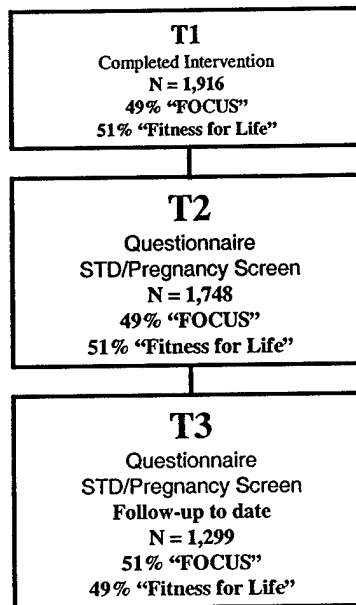 T1
Completed Intervention
N = 1,916
49% “FOCUS”
51% “Fitness for Life”
T2
Questionnaire
STD/Pregnancy Screen
N = 1,748
49% “FOCUS”
51% “Fitness for Life”
T3
Questionnaire
STD/Pregnancy Screen
Follow-up to date
N = 1,299
51% “FOCUS”
49% “Fitness for Life”